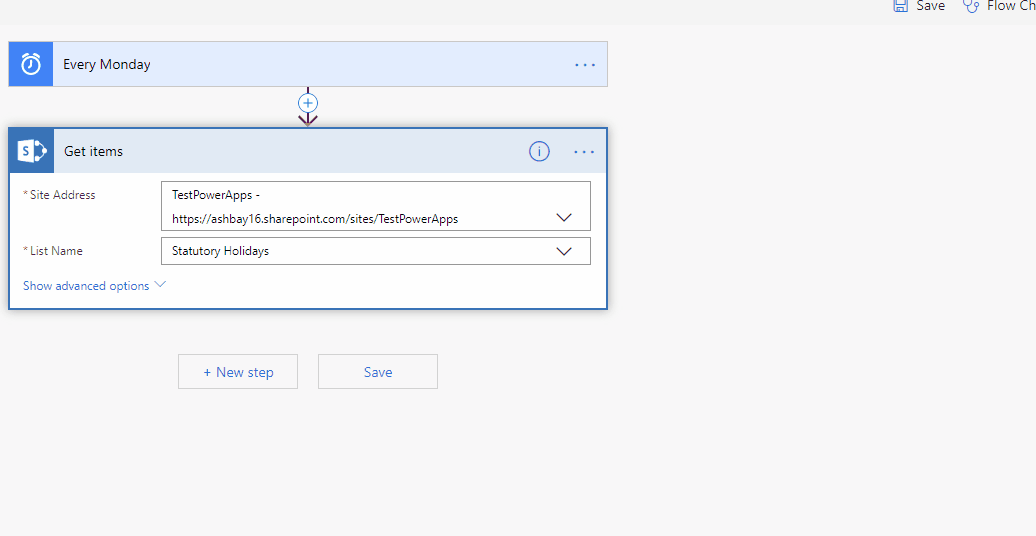 Save Flow Ch
Every Monday
Get items
* Site Address
TestPowerApps -
https://ashbay16.sharepoint.com/sites/TestPowerApps
* List Name
Statutory Holidays
Show advanced options
+ New step
Save